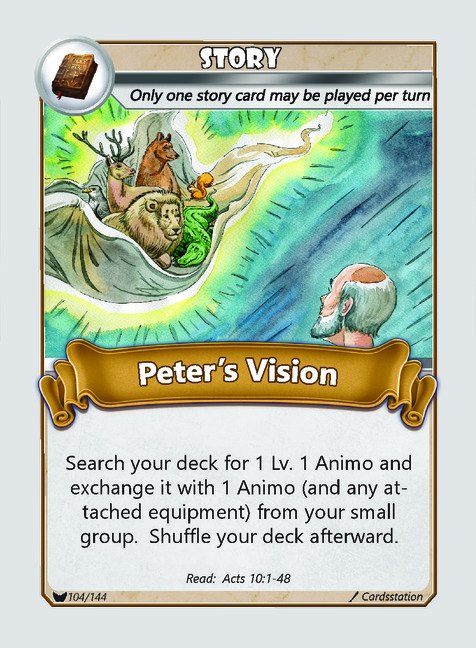 STORY
Only one story card may be played per turn
Peter's Vision
Search your deck for 1 Lv. 1 Animo and
exchange it with 1 Animo (and any at-
tached equipment) from your small
group. Shuffle your deck afterward.
Read: Acts 10:1-48
104/144
Cardsstation